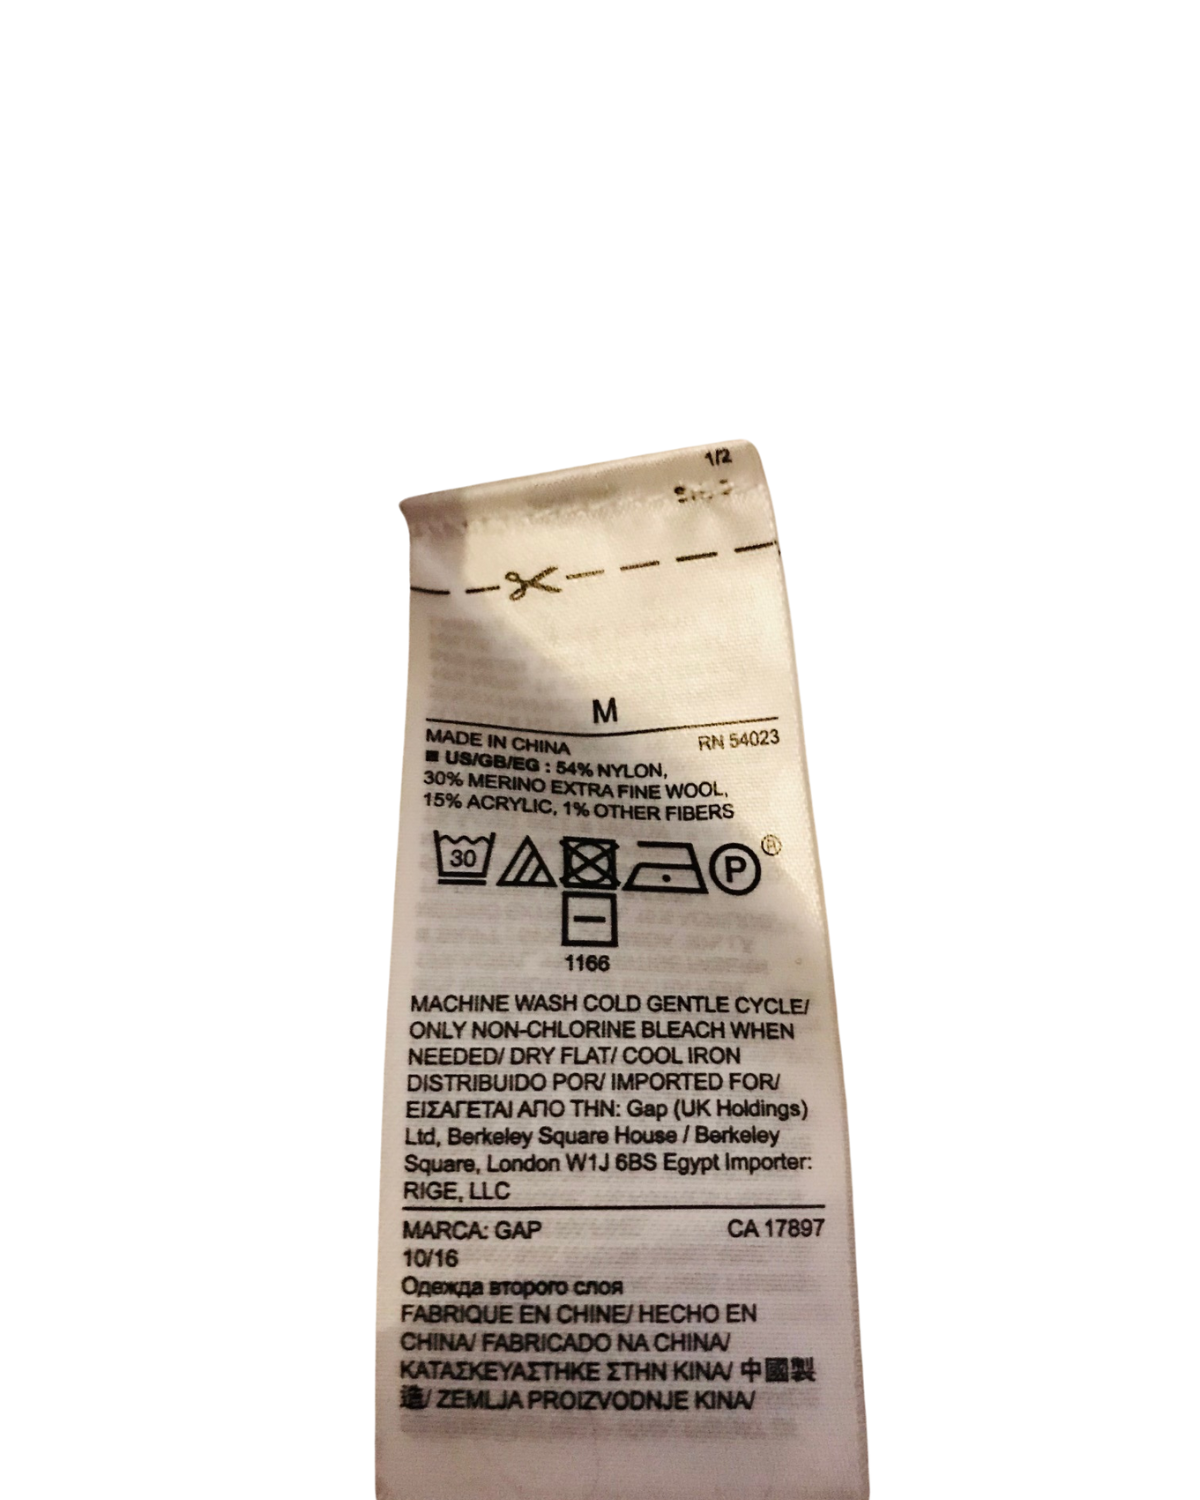 1/2
M
MADE IN CHINA RN 54023
■ US/GB/EG : 54% NYLON,
30% MERINO EXTRA FINE WOOL,
15% ACRYLIC, 1% OTHER FIBERS
30 P
1166
MACHINE WASH COLD GENTLE CYCLE/
ONLY NON-CHLORINE BLEACH WHEN
NEEDED/ DRY FLAT/ COOL IRON
DISTRIBUIDO POR/ IMPORTED FOR/
ΕΙΣΑΓΕΤΑΙ ΑΠΟ ΤΗΝ: Gap (UK Holdings)
Ltd, Berkeley Square House / Berkeley
Square, London W1J 6BS Egypt Importer:
RIGE, LLC
MARCA: GAP CA 17897
10/16
Одежда второго слоя
FABRIQUE EN CHINE/ HECHO EN
CHINA/ FABRICADO NA CHINA/
ΚΑΤΑΣΚΕΥΑΣΤΗΚΕ ΣΤΗΝ ΚΙΝΑ/ 中國製
造/ ZEMLJA PROIZVODNJE KINA/